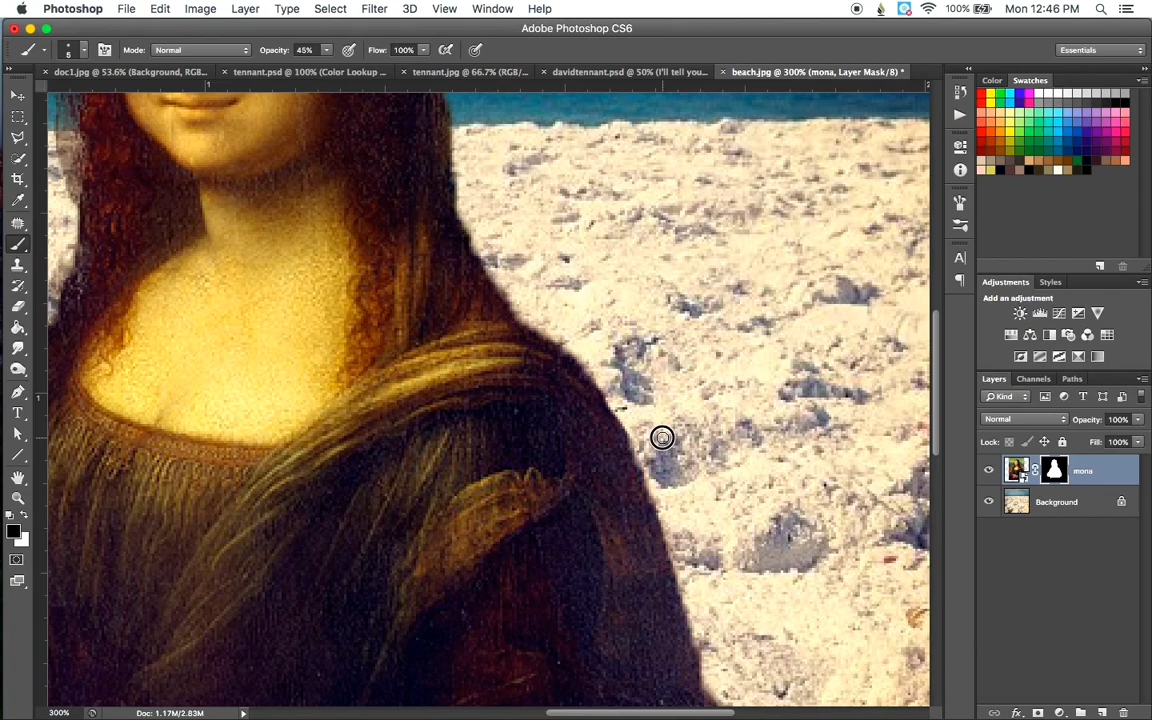 Photoshop File Edit Image Layer Type Select Filter 3D View Window Help 100% Mon 12:46 PM
Adobe Photoshop CS6
5 Mode: Normal Opacity: 45% Flow: 100% Essentials
doc1.jpg @ 53.6% (Background, RGB... tennant.psd @ 100% (Color Lookup ... tennant.jpg @ 66.7% (RGB/... davidtennant.psd @ 50% (I'll tell you... beach.jpg @ 300% (mona, Layer Mask/8) *
Color Swatches
1
1
Adjustments Styles
Add an adjustment
Layers Channels Paths
Kind
Normal Opacity: 100%
Lock: Fill: 100%
mona
Background
300% Doc: 1.17M/2.83M